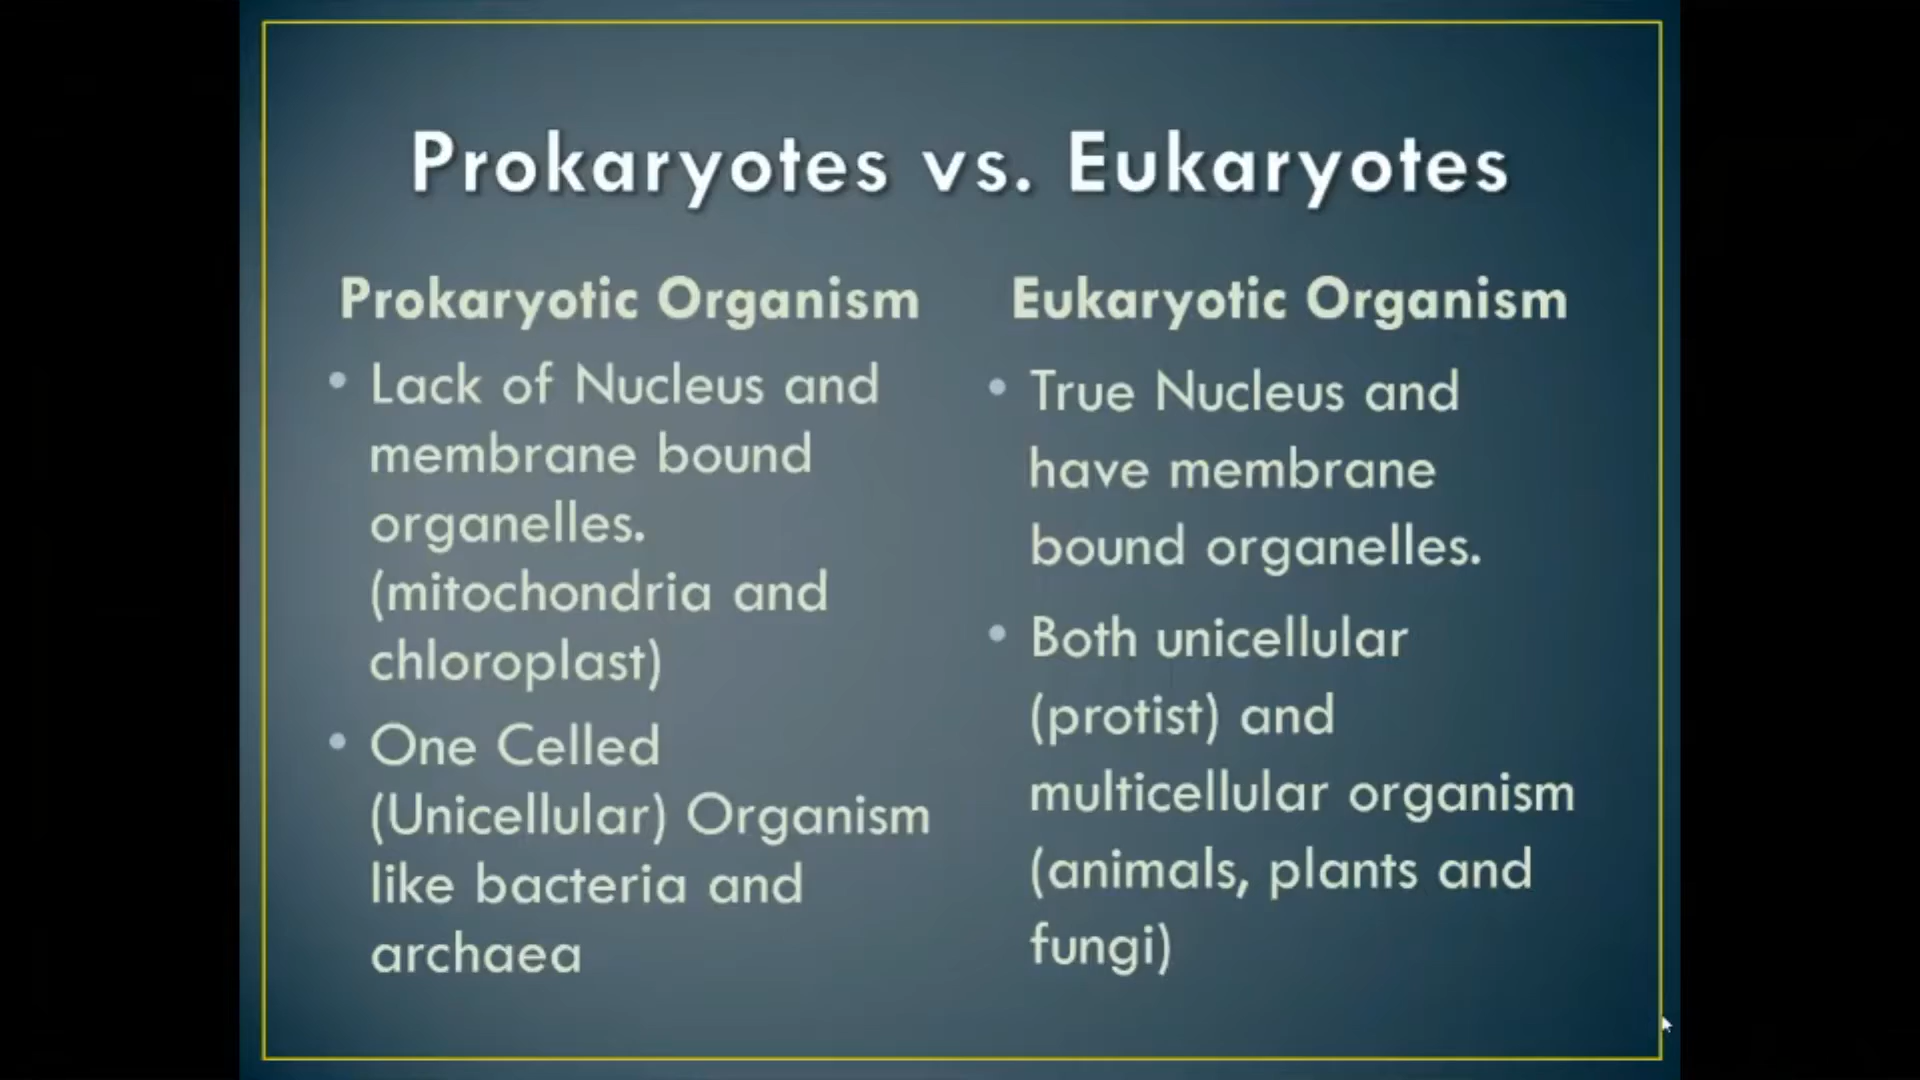 Prokaryotes vs. Eukaryotes
Prokaryotic Organism
• Lack of Nucleus and
membrane bound
organelles.
(mitochondria and
chloroplast)
• One Celled
(Unicellular) Organism
like bacteria and
archaea
Eukaryotic Organism
• True Nucleus and
have membrane
bound organelles.
• Both unicellular
(protist) and
multicellular organism
(animals, plants and
fungi)